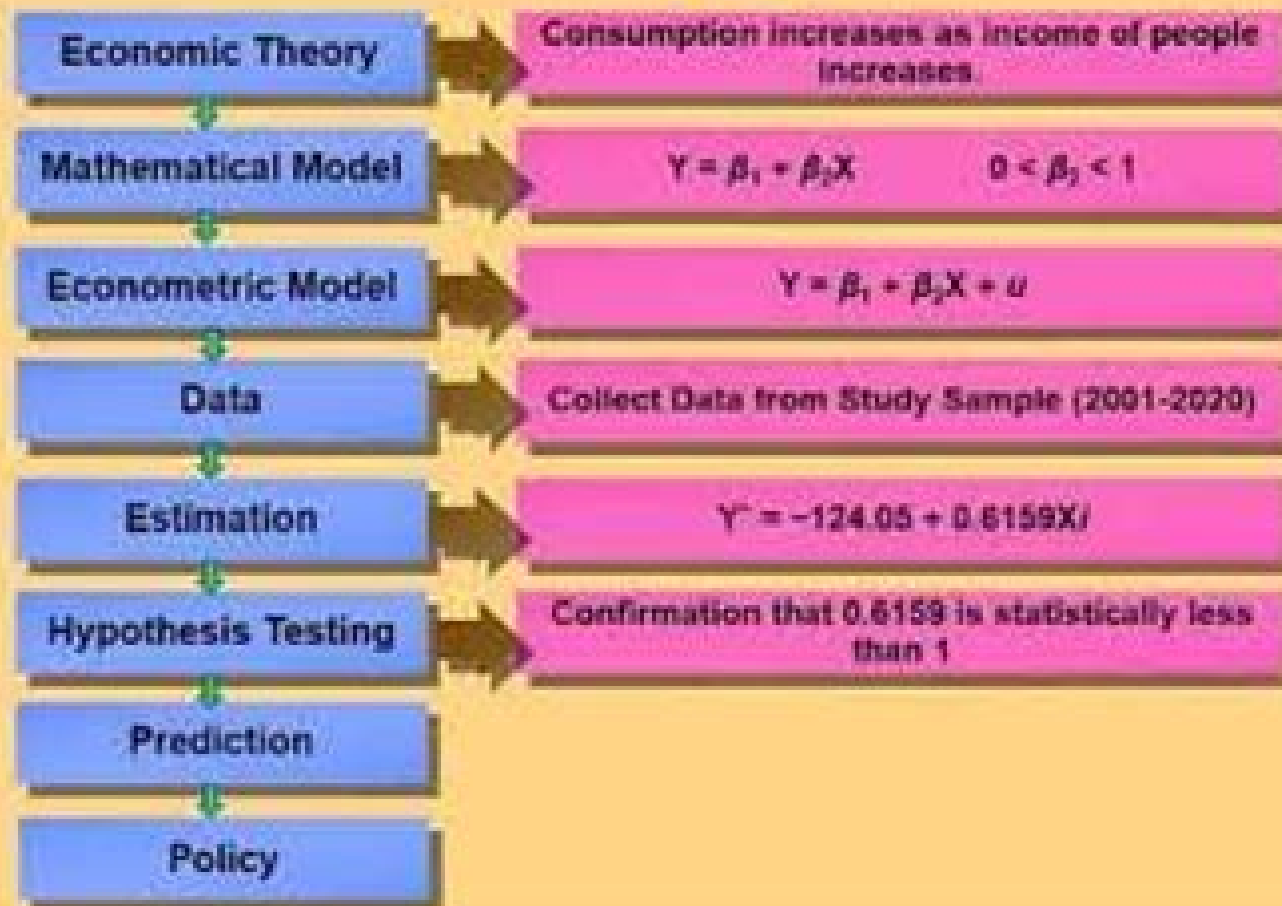 Economic Theory
Consumption increases as income of people
increases.
Mathematical Model
Y = β₁ + β₂X 0 < β₂ < 1
Econometric Model
Y = β₁ + β₂X + u
Data
Collect Data from Study Sample (2001-2020)
Estimation
Yˆ = −124.05 + 0.6159Xi
Hypothesis Testing
Confirmation that 0.6159 is statistically less
than 1
Prediction
Policy